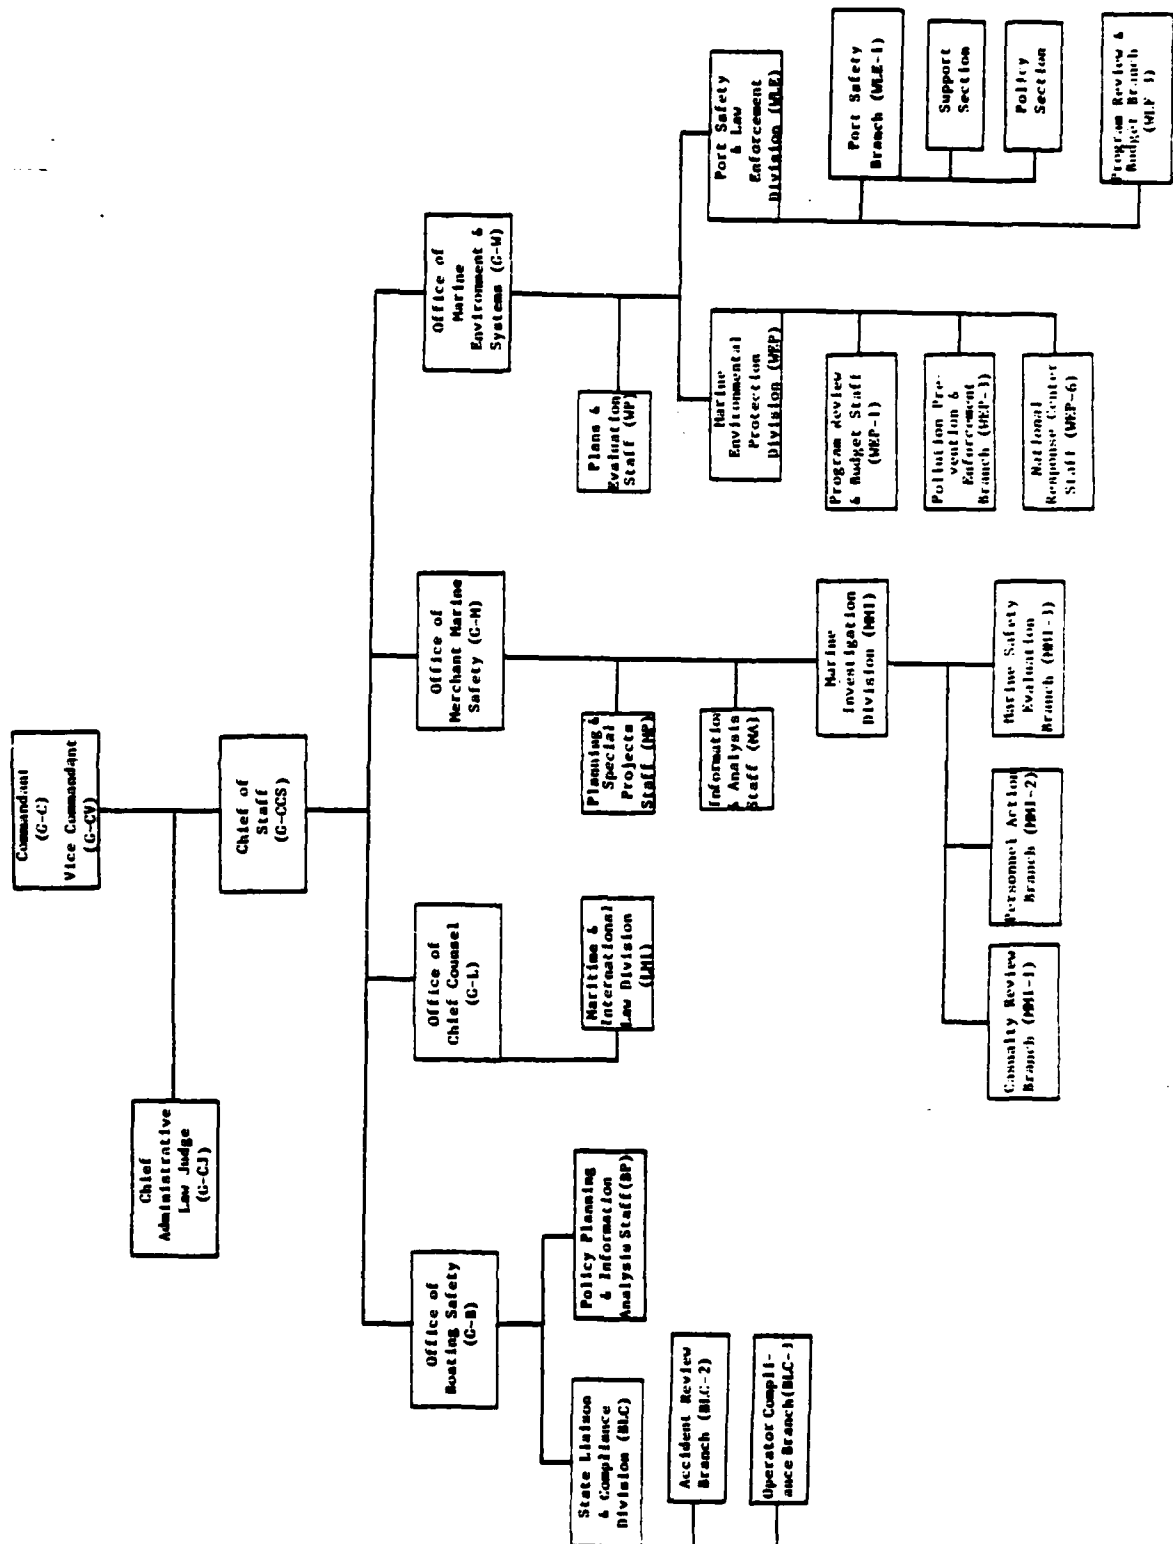 Commandant
(G-C)
Vice Commandant
(G-CV)
Chief
Administrative
Law Judge
(G-CJ)
Chief of
Staff
(G-CCS)
Office of
Boating Safety
(G-B)
Office of
Chief Counsel
(G-L)
Office of
Merchant Marine
Safety (G-M)
Office of
Marine
Environment &
Systems (G-W)
State Liaison
& Compliance
Division (BLC)
Policy Planning
& Information
Analysis Staff(BP)
Maritime &
International
Law Division
(LMI)
Planning &
Special
Projects
Staff (MP)
Plans &
Evaluation
Staff (WP)
Accident Review
Branch (BLC-2)
Operator Compli-
ance Branch(BLC-3
Information
& Analysis
Staff (MA)
Marine
Environmental
Protection
Division (WEP)
Port Safety
& Law
Enforcement
Division (WLE)
Marine
Investigation
Division (MMI)
Program Review
& Budget Staff
(WEP-1)
Port Safety
Branch (WLE-1)
Pollution Pre-
vention &
Enforcement
Branch (WEP-3)
Support
Section
Casualty Review
Branch (MMI-1)
Personnel Action
Branch (MMI-2)
Marine Safety
Evaluation
Branch (MMI-3)
National
Response Center
Staff (WEP-6)
Policy
Section
Program Review &
Budget Branch
(WLE-3)